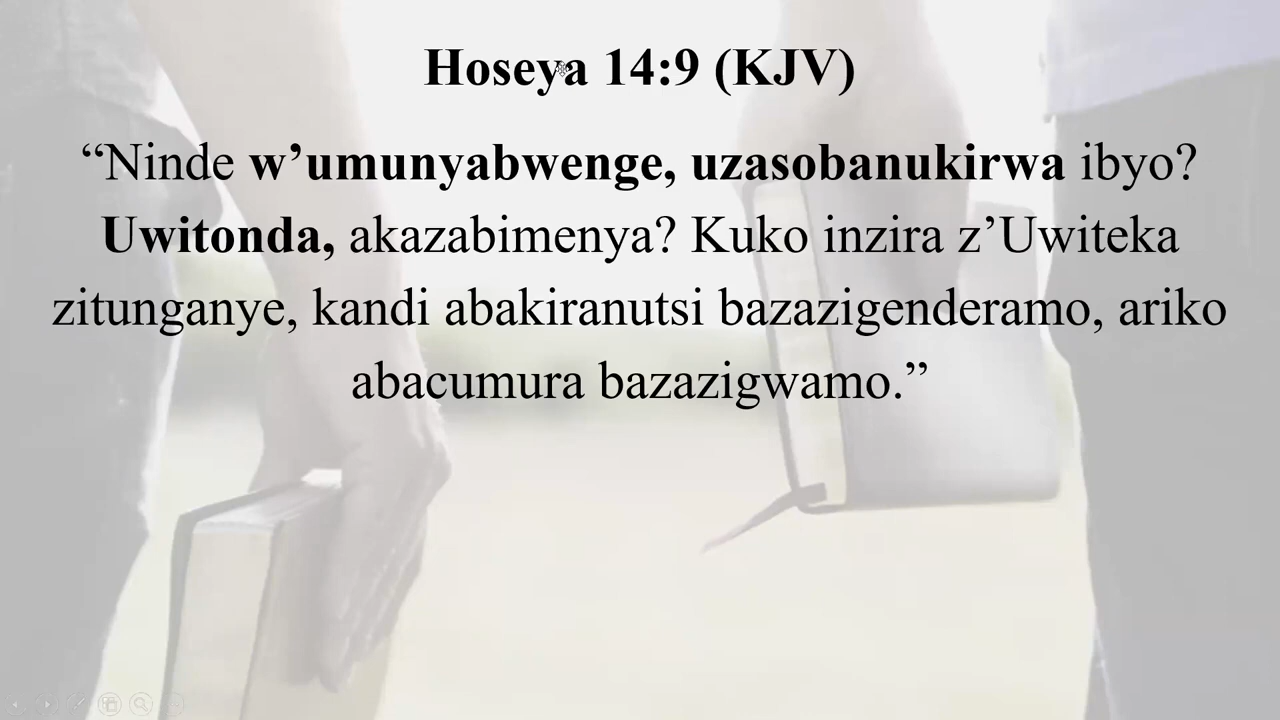 Hoseya 14:9 (KJV)
“Ninde w’umunyabwenge, uzasobanukirwa ibyo?
Uwitonda, akazabimenya? Kuko inzira z’Uwiteka
zitunganye, kandi abakiranutsi bazazigenderamo, ariko
abacumura bazazigwamo.”